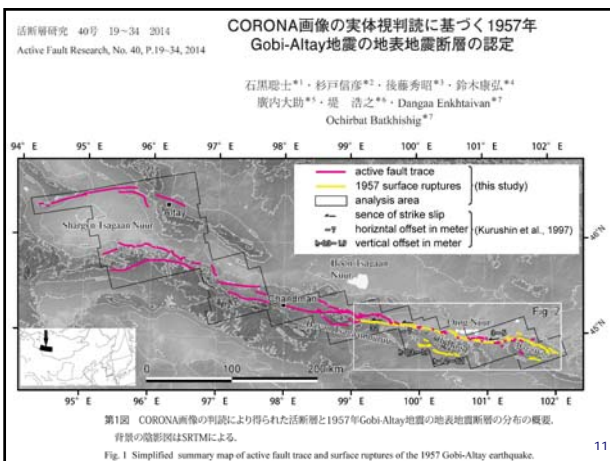 活断層研究 40号 19~34 2014
Active Fault Research, No. 40, P.19−34, 2014
CORONA画像の実体視判読に基づく1957年
Gobi-Altay地震の地表地震断層の認定
石黒聡士*1・杉戸信彦*2・後藤秀昭*3・鈴木康弘*4
廣内大助*5・堤 浩之*6・Dangaa Enkhtaivan*7
Ochirbat Batkhishig*7
94° E 95° E 96° E 97° E 98° E 99° E 100° E 101° E 102° E
active fault trace
1957 surface ruptures
(this study)
analysis area
sence of strike slip
horizntal offset in meter
vertical offset in meter
(Kurushin et al., 1997)
Altay
Shargyn Tsagaan Nuur
46°N
Böön Tsagaan
Nuur
Chandman
Fig. 2
45°N
0 100 200 km
95° E 96° E 97° E 98° E 99° E 100° E 101° E 102° E
第1図 CORONA画像の判読により得られた活断層と1957年Gobi-Altay地震の地表地震断層の分布の概要.
背景の陰影図はSRTMによる.
Fig. 1 Simplified summary map of active fault trace and surface ruptures of the 1957 Gobi-Altay earthquake.
11